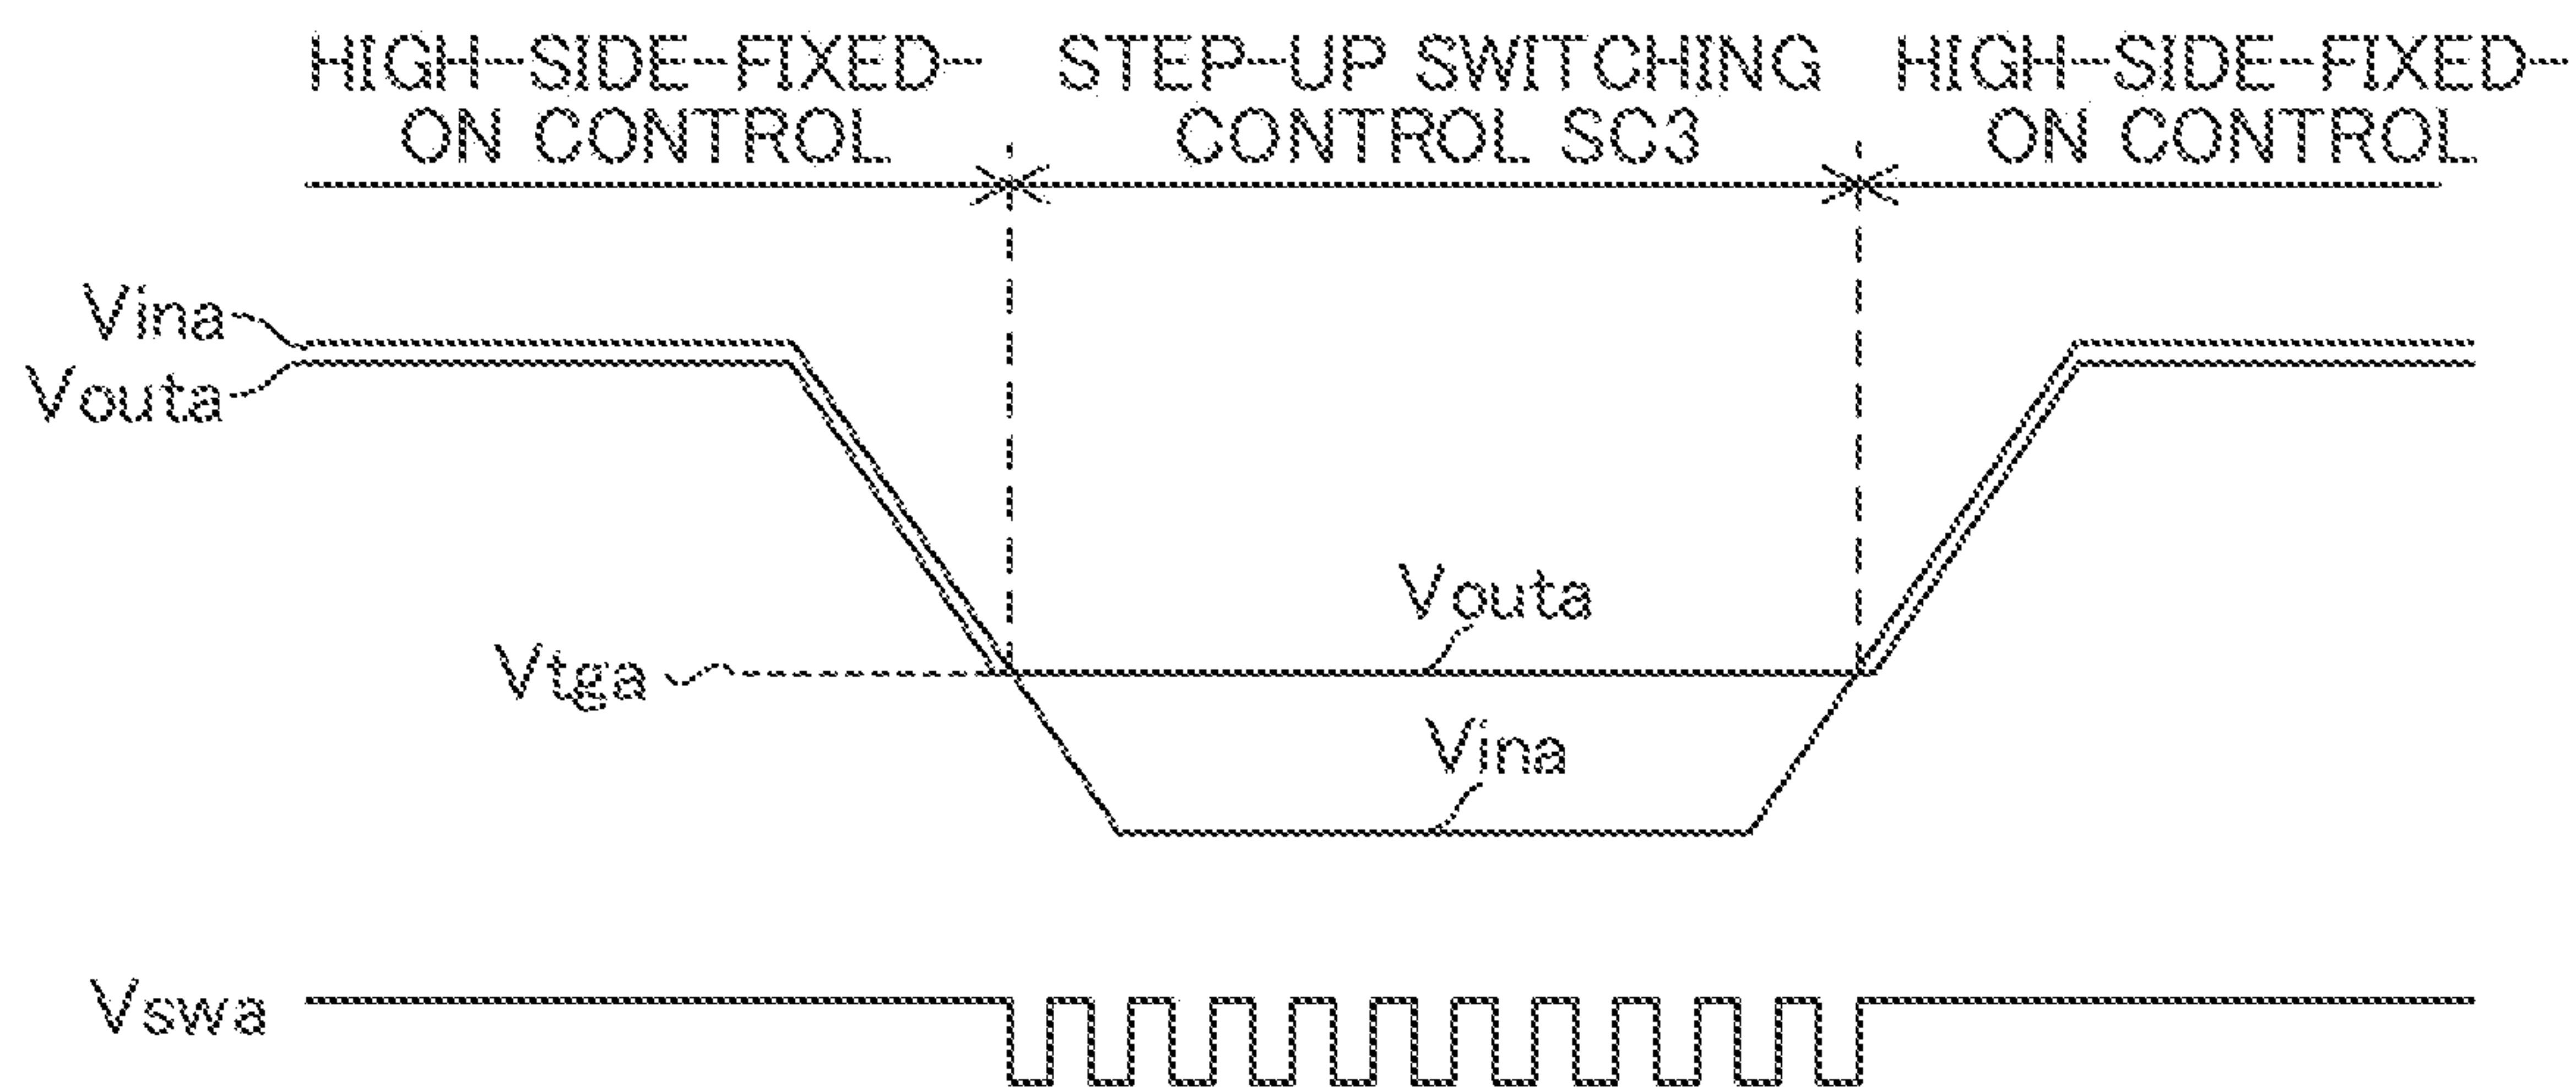 HIGH-SIDE-FIXED-
ON CONTROL
STEP-UP SWITCHING
CONTROL SC3
HIGH-SIDE-FIXED-
ON CONTROL
Vina
Vouta
Vouta
Vtga
Vina
Vswa